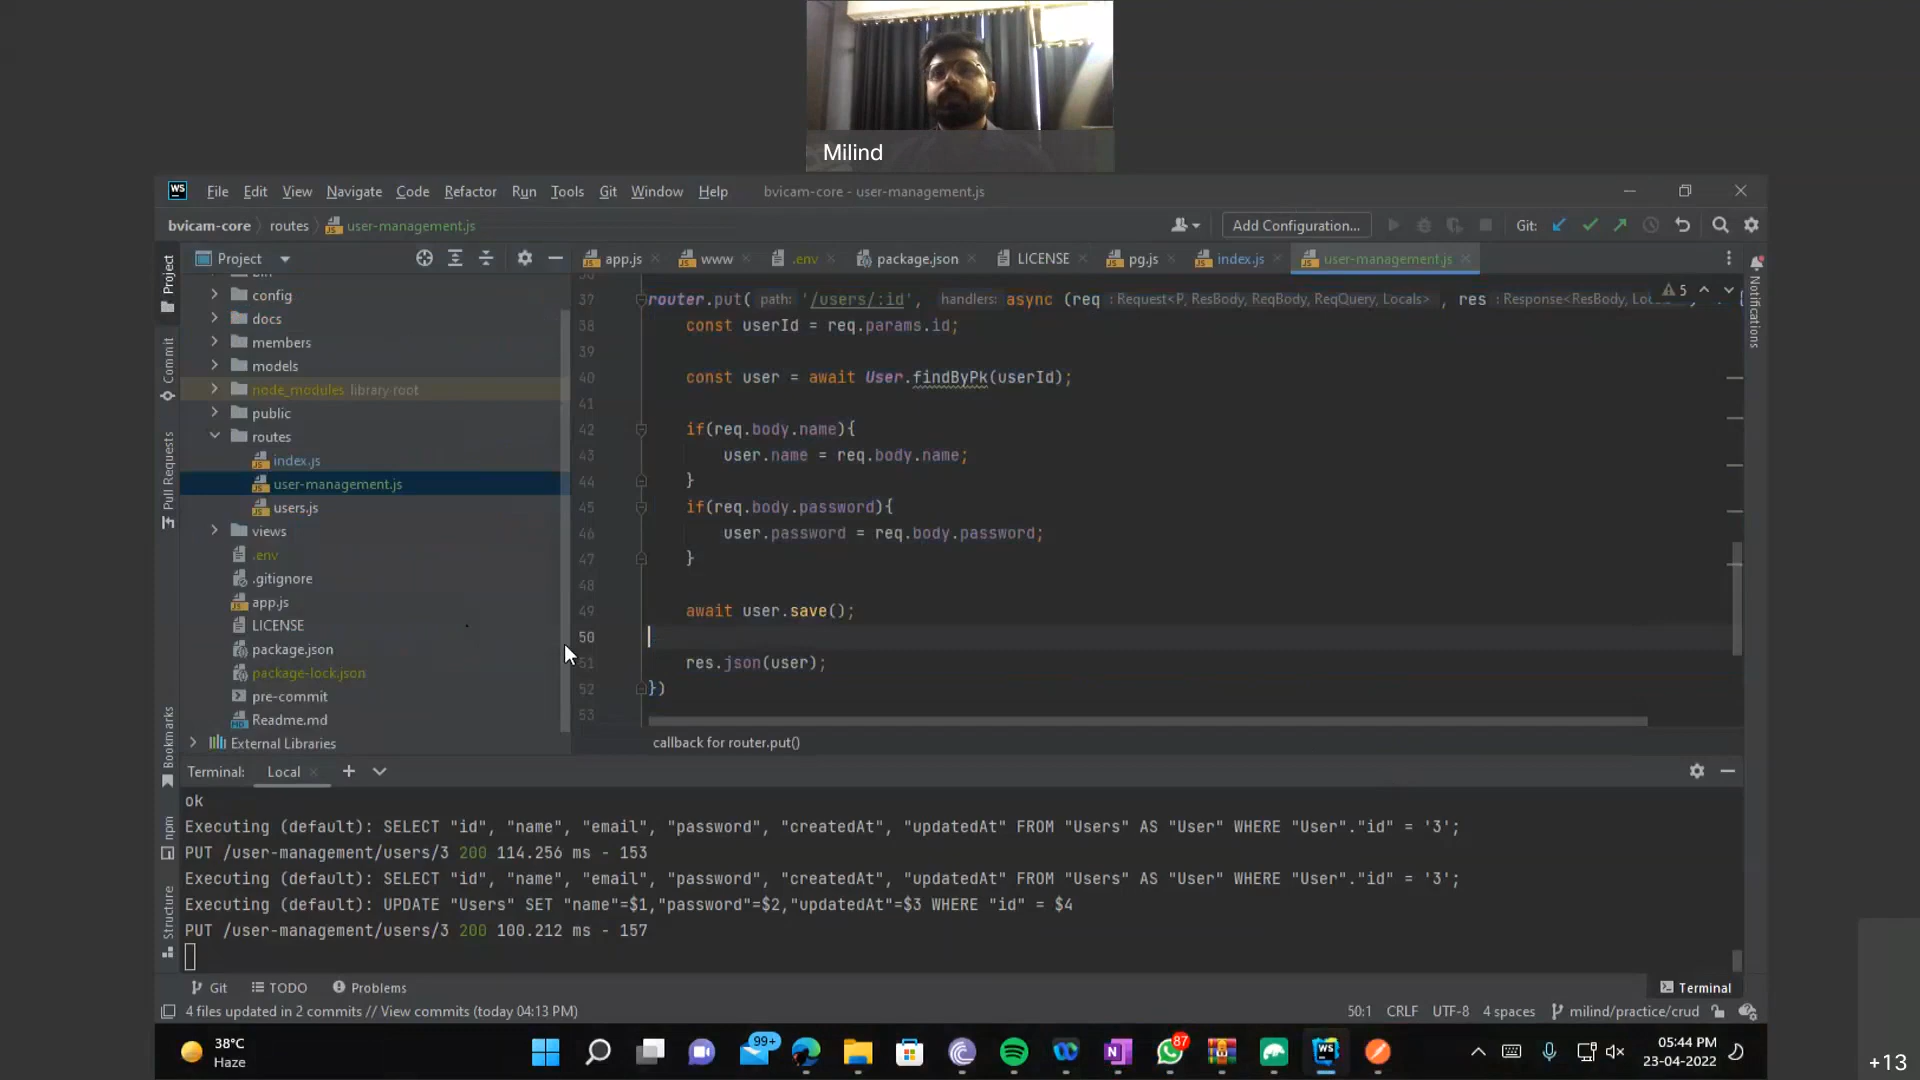 Milind
WS File Edit View Navigate Code Refactor Run Tools Git Window Help bvicam-core - user-management.js
bvicam-core routes user-management.js Add Configuration... Git:
Project app.js www .env package.json LICENSE pg.js index.js user-management.js
Project
Commit
Pull Requests
Bookmarks
npm
Structure
Notifications
config
docs
members
models
node_modules library root
public
routes
index.js
user-management.js
users.js
views
.env
.gitignore
app.js
LICENSE
package.json
package-lock.json
pre-commit
Readme.md
External Libraries
5
37 router.put( path: '/users/:id', handlers: async (req : Request<P, ResBody, ReqBody, ReqQuery, Locals> , res : Response<ResBody,
38 const userId = req.params.id;
39
40 const user = await User.findByPk(userId);
41
42 if(req.body.name){
43 user.name = req.body.name;
44 }
45 if(req.body.password){
46 user.password = req.body.password;
47 }
48
49 await user.save();
50
51 res.json(user);
52 })
53
callback for router.put()
Terminal: Local
ok
Executing (default): SELECT "id", "name", "email", "password", "createdAt", "updatedAt" FROM "Users" AS "User" WHERE "User"."id" = '3';
PUT /user-management/users/3 200 114.256 ms - 153
Executing (default): SELECT "id", "name", "email", "password", "createdAt", "updatedAt" FROM "Users" AS "User" WHERE "User"."id" = '3';
Executing (default): UPDATE "Users" SET "name"=$1,"password"=$2,"updatedAt"=$3 WHERE "id" = $4
PUT /user-management/users/3 200 100.212 ms - 157
Git TODO Problems Terminal
4 files updated in 2 commits // View commits (today 04:13 PM) 50:1 CRLF UTF-8 4 spaces milind/practice/crud
38°C
Haze
99+
87
05:44 PM
23-04-2022
+13